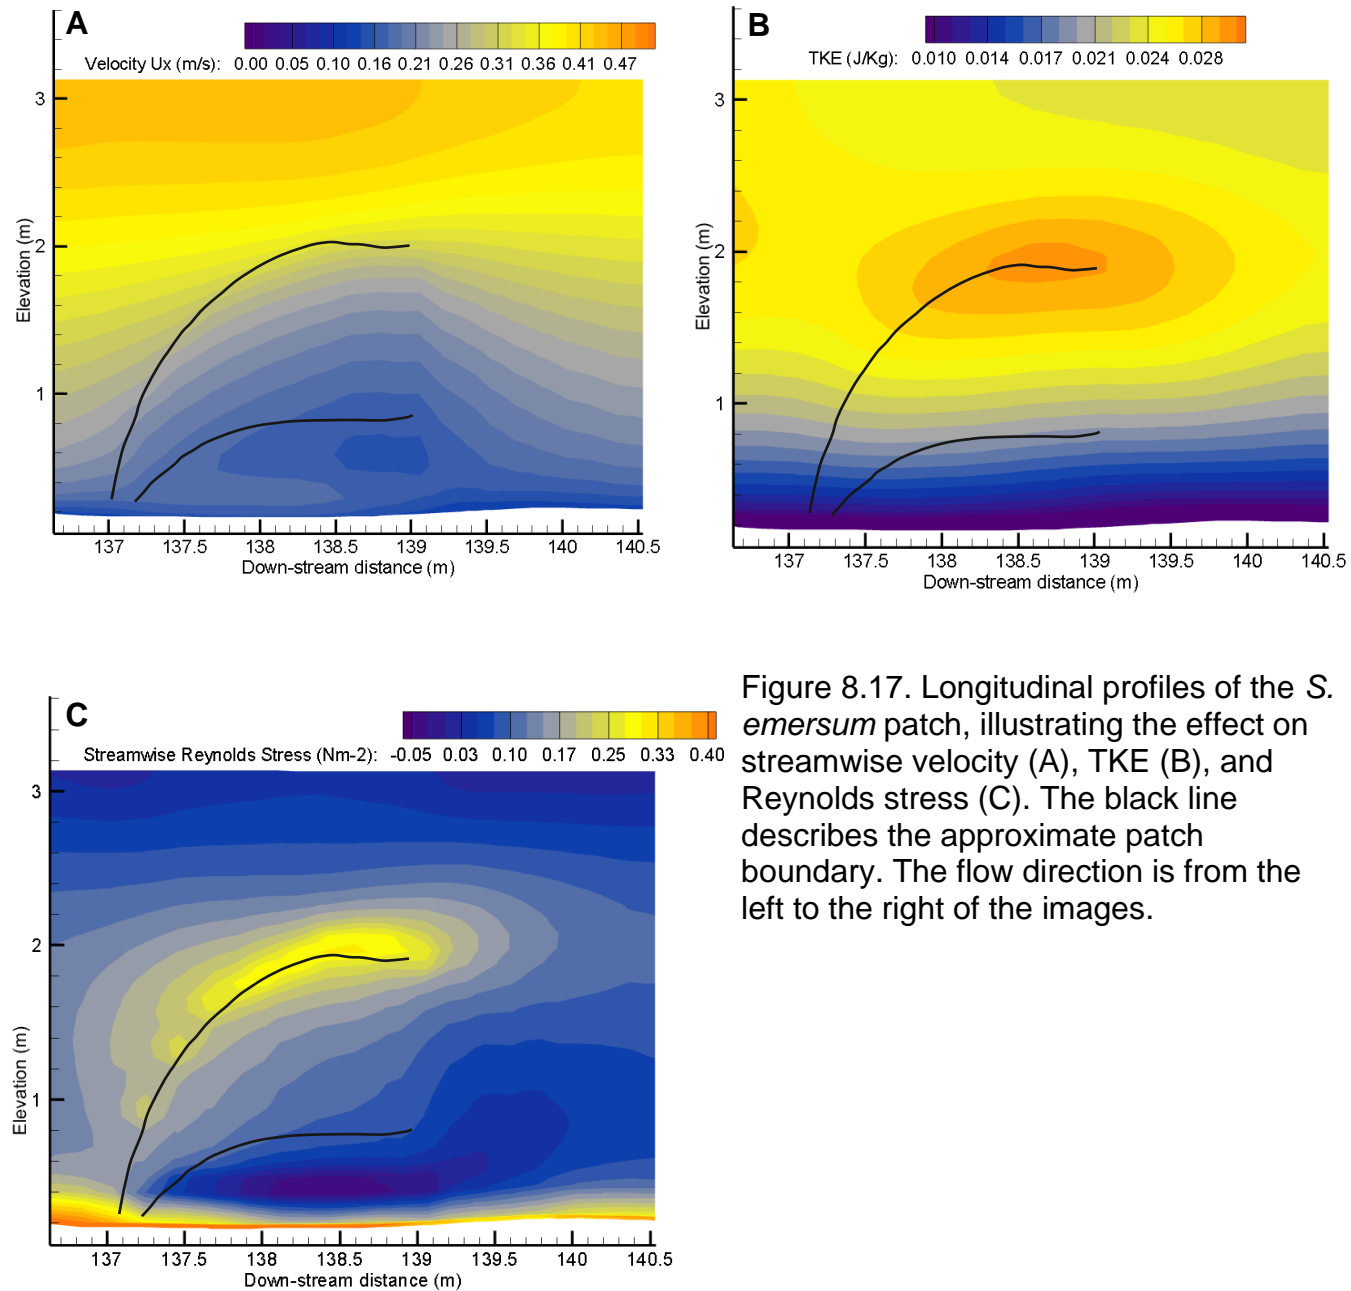 A
Velocity Ux (m/s): 0.00 0.05 0.10 0.16 0.21 0.26 0.31 0.36 0.41 0.47
Elevation (m)
3
2
1
137 137.5 138 138.5 139 139.5 140 140.5
Down-stream distance (m)
B
TKE (J/Kg): 0.010 0.014 0.017 0.021 0.024 0.028
Elevation (m)
3
2
1
137 137.5 138 138.5 139 139.5 140 140.5
Down-stream distance (m)
C
Streamwise Reynolds Stress (Nm-2): -0.05 0.03 0.10 0.17 0.25 0.33 0.40
Elevation (m)
3
2
1
137 137.5 138 138.5 139 139.5 140 140.5
Down-stream distance (m)
Figure 8.17. Longitudinal profiles of the S.
emersum patch, illustrating the effect on
streamwise velocity (A), TKE (B), and
Reynolds stress (C). The black line
describes the approximate patch
boundary. The flow direction is from the
left to the right of the images.